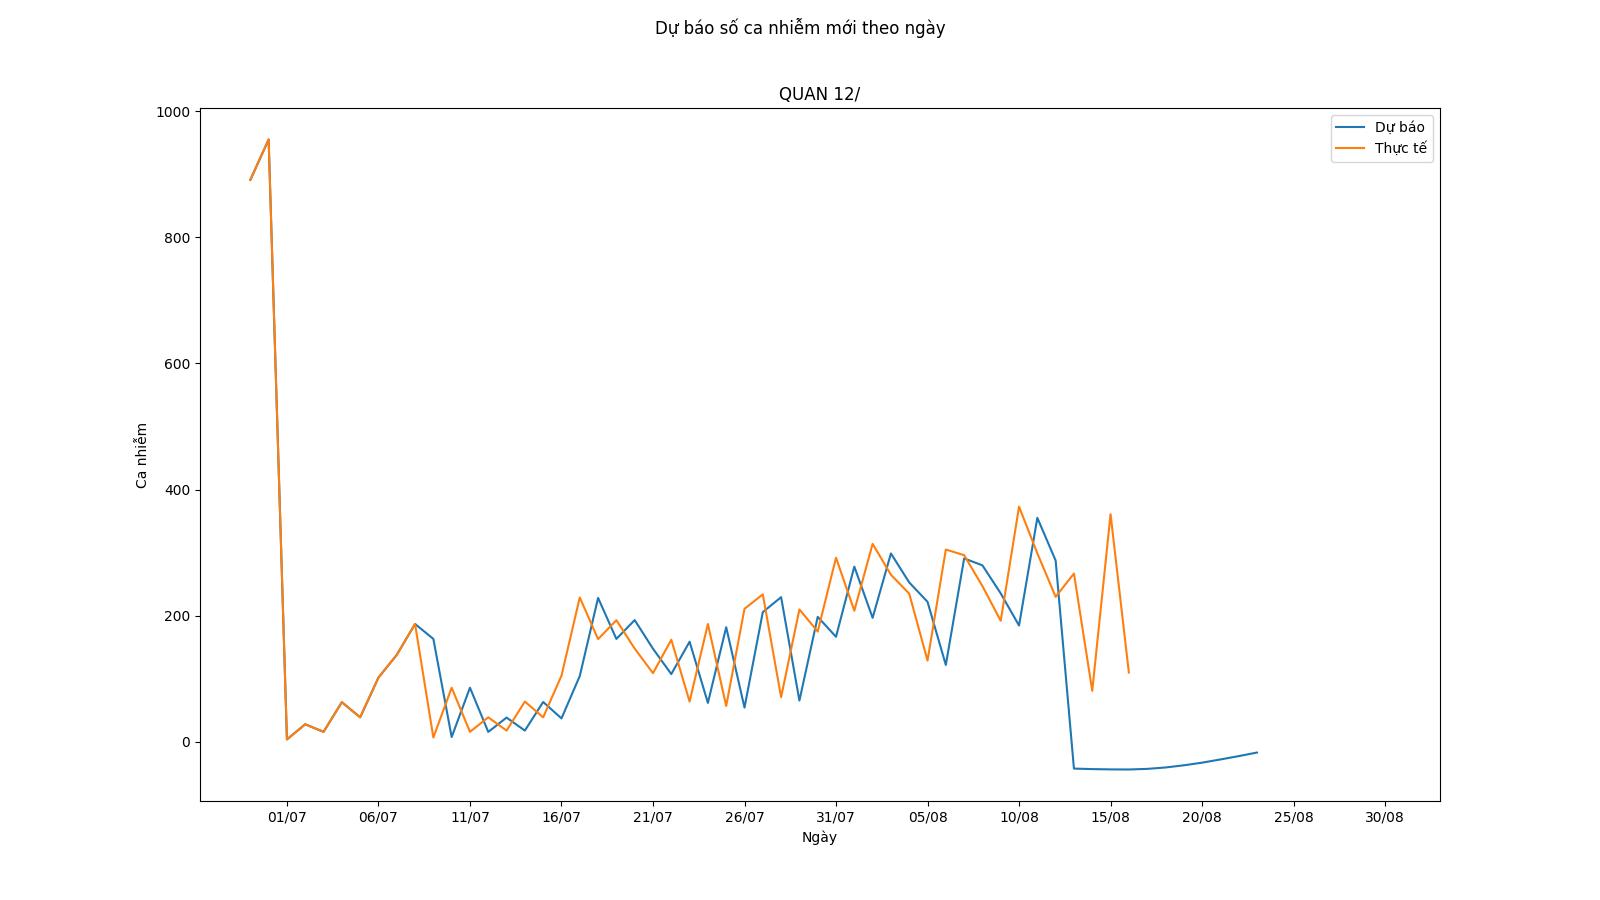 Dự báo số ca nhiễm mới theo ngày
QUAN 12/
1000
800
600
400
200
0
Ca nhiễm
Dự báo
Thực tế
01/07 06/07 11/07 16/07 21/07 26/07 31/07 05/08 10/08 15/08 20/08 25/08 30/08
Ngày